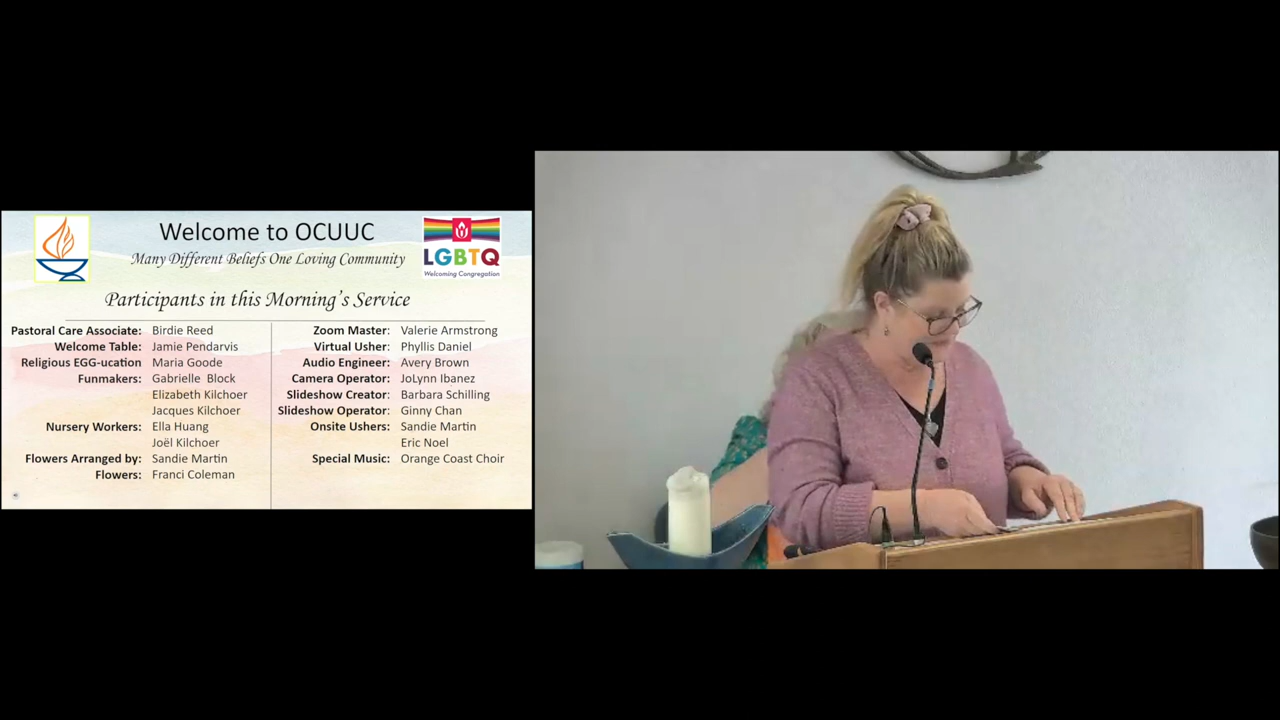 Welcome to OCUUC
Many Different Beliefs One Loving Community
LGBTQ
Welcoming Congregation
Participants in this Morning's Service
Pastoral Care Associate: Birdie Reed
Welcome Table: Jamie Pendarvis
Religious EGG-ucation Maria Goode
Funmakers: Gabrielle Block
Elizabeth Kilchoer
Jacques Kilchoer
Nursery Workers: Ella Huang
Joël Kilchoer
Flowers Arranged by: Sandie Martin
Flowers: Franci Coleman
Zoom Master: Valerie Armstrong
Virtual Usher: Phyllis Daniel
Audio Engineer: Avery Brown
Camera Operator: JoLynn Ibanez
Slideshow Creator: Barbara Schilling
Slideshow Operator: Ginny Chan
Onsite Ushers: Sandie Martin
Eric Noel
Special Music: Orange Coast Choir